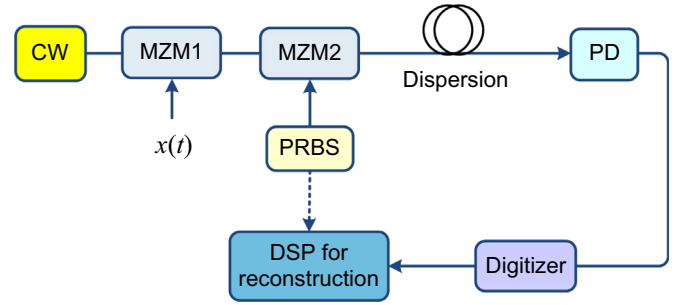 CW
MZM1
MZM2
Dispersion
PD
x(t)
PRBS
DSP for
reconstruction
Digitizer